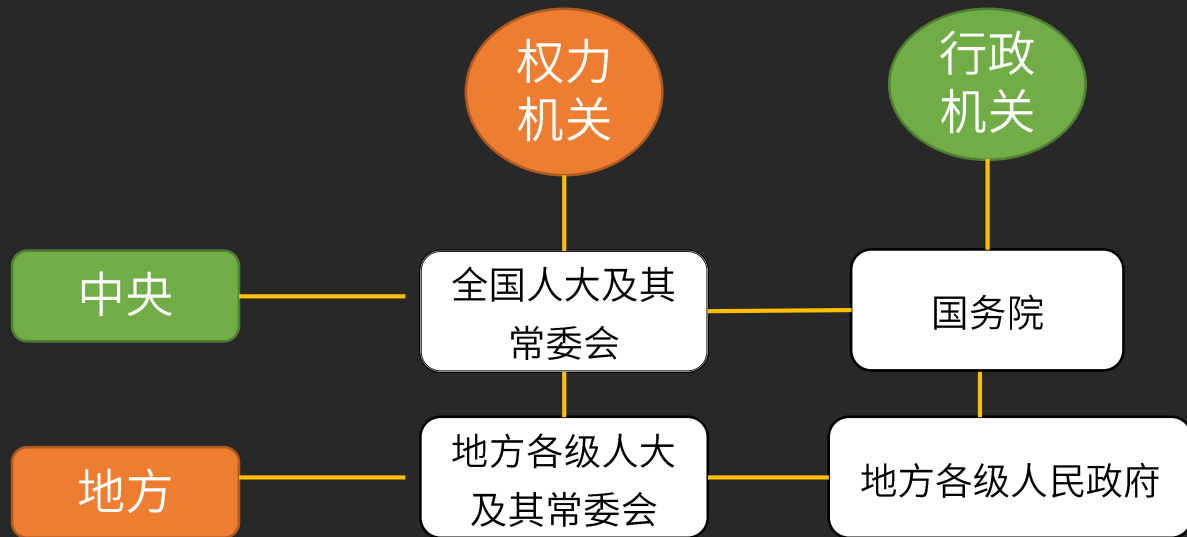 权力
机关
行政
机关
中央
全国人大及其
常委会
国务院
地方
地方各级人大
及其常委会
地方各级人民政府